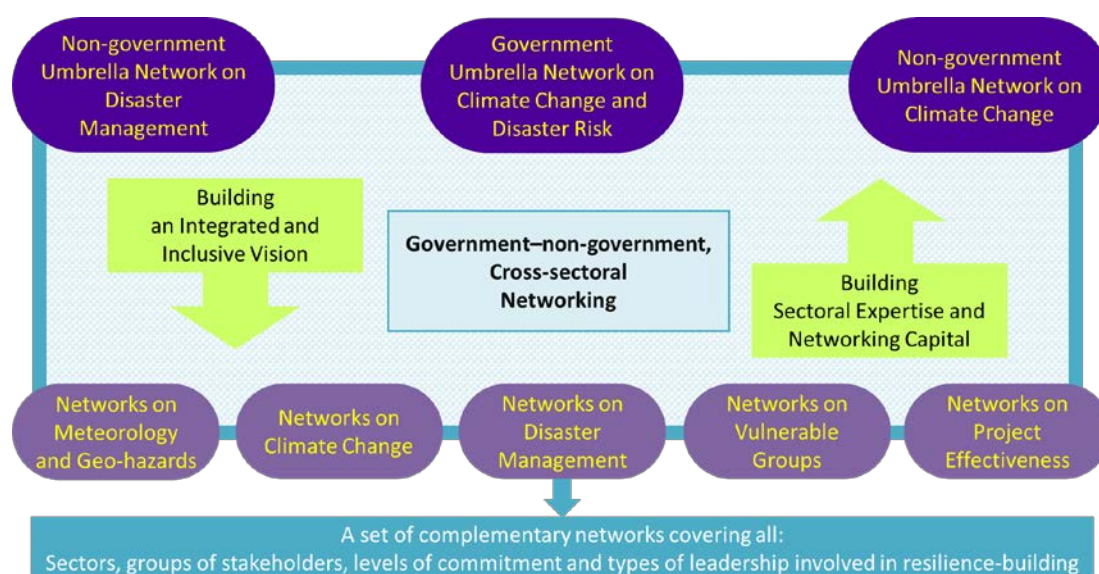 Non-government
Umbrella Network on
Disaster
Management
Government
Umbrella Network on
Climate Change and
Disaster Risk
Non-government
Umbrella Network on
Climate Change
Building
an Integrated and
Inclusive Vision
Government–non-government,
Cross-sectoral
Networking
Building
Sectoral Expertise and
Networking Capital
Networks on
Meteorology
and Geo-hazards
Networks on
Climate Change
Networks on
Disaster
Management
Networks on
Vulnerable
Groups
Networks on
Project
Effectiveness
A set of complementary networks covering all:
Sectors, groups of stakeholders, levels of commitment and types of leadership involved in resilience-building